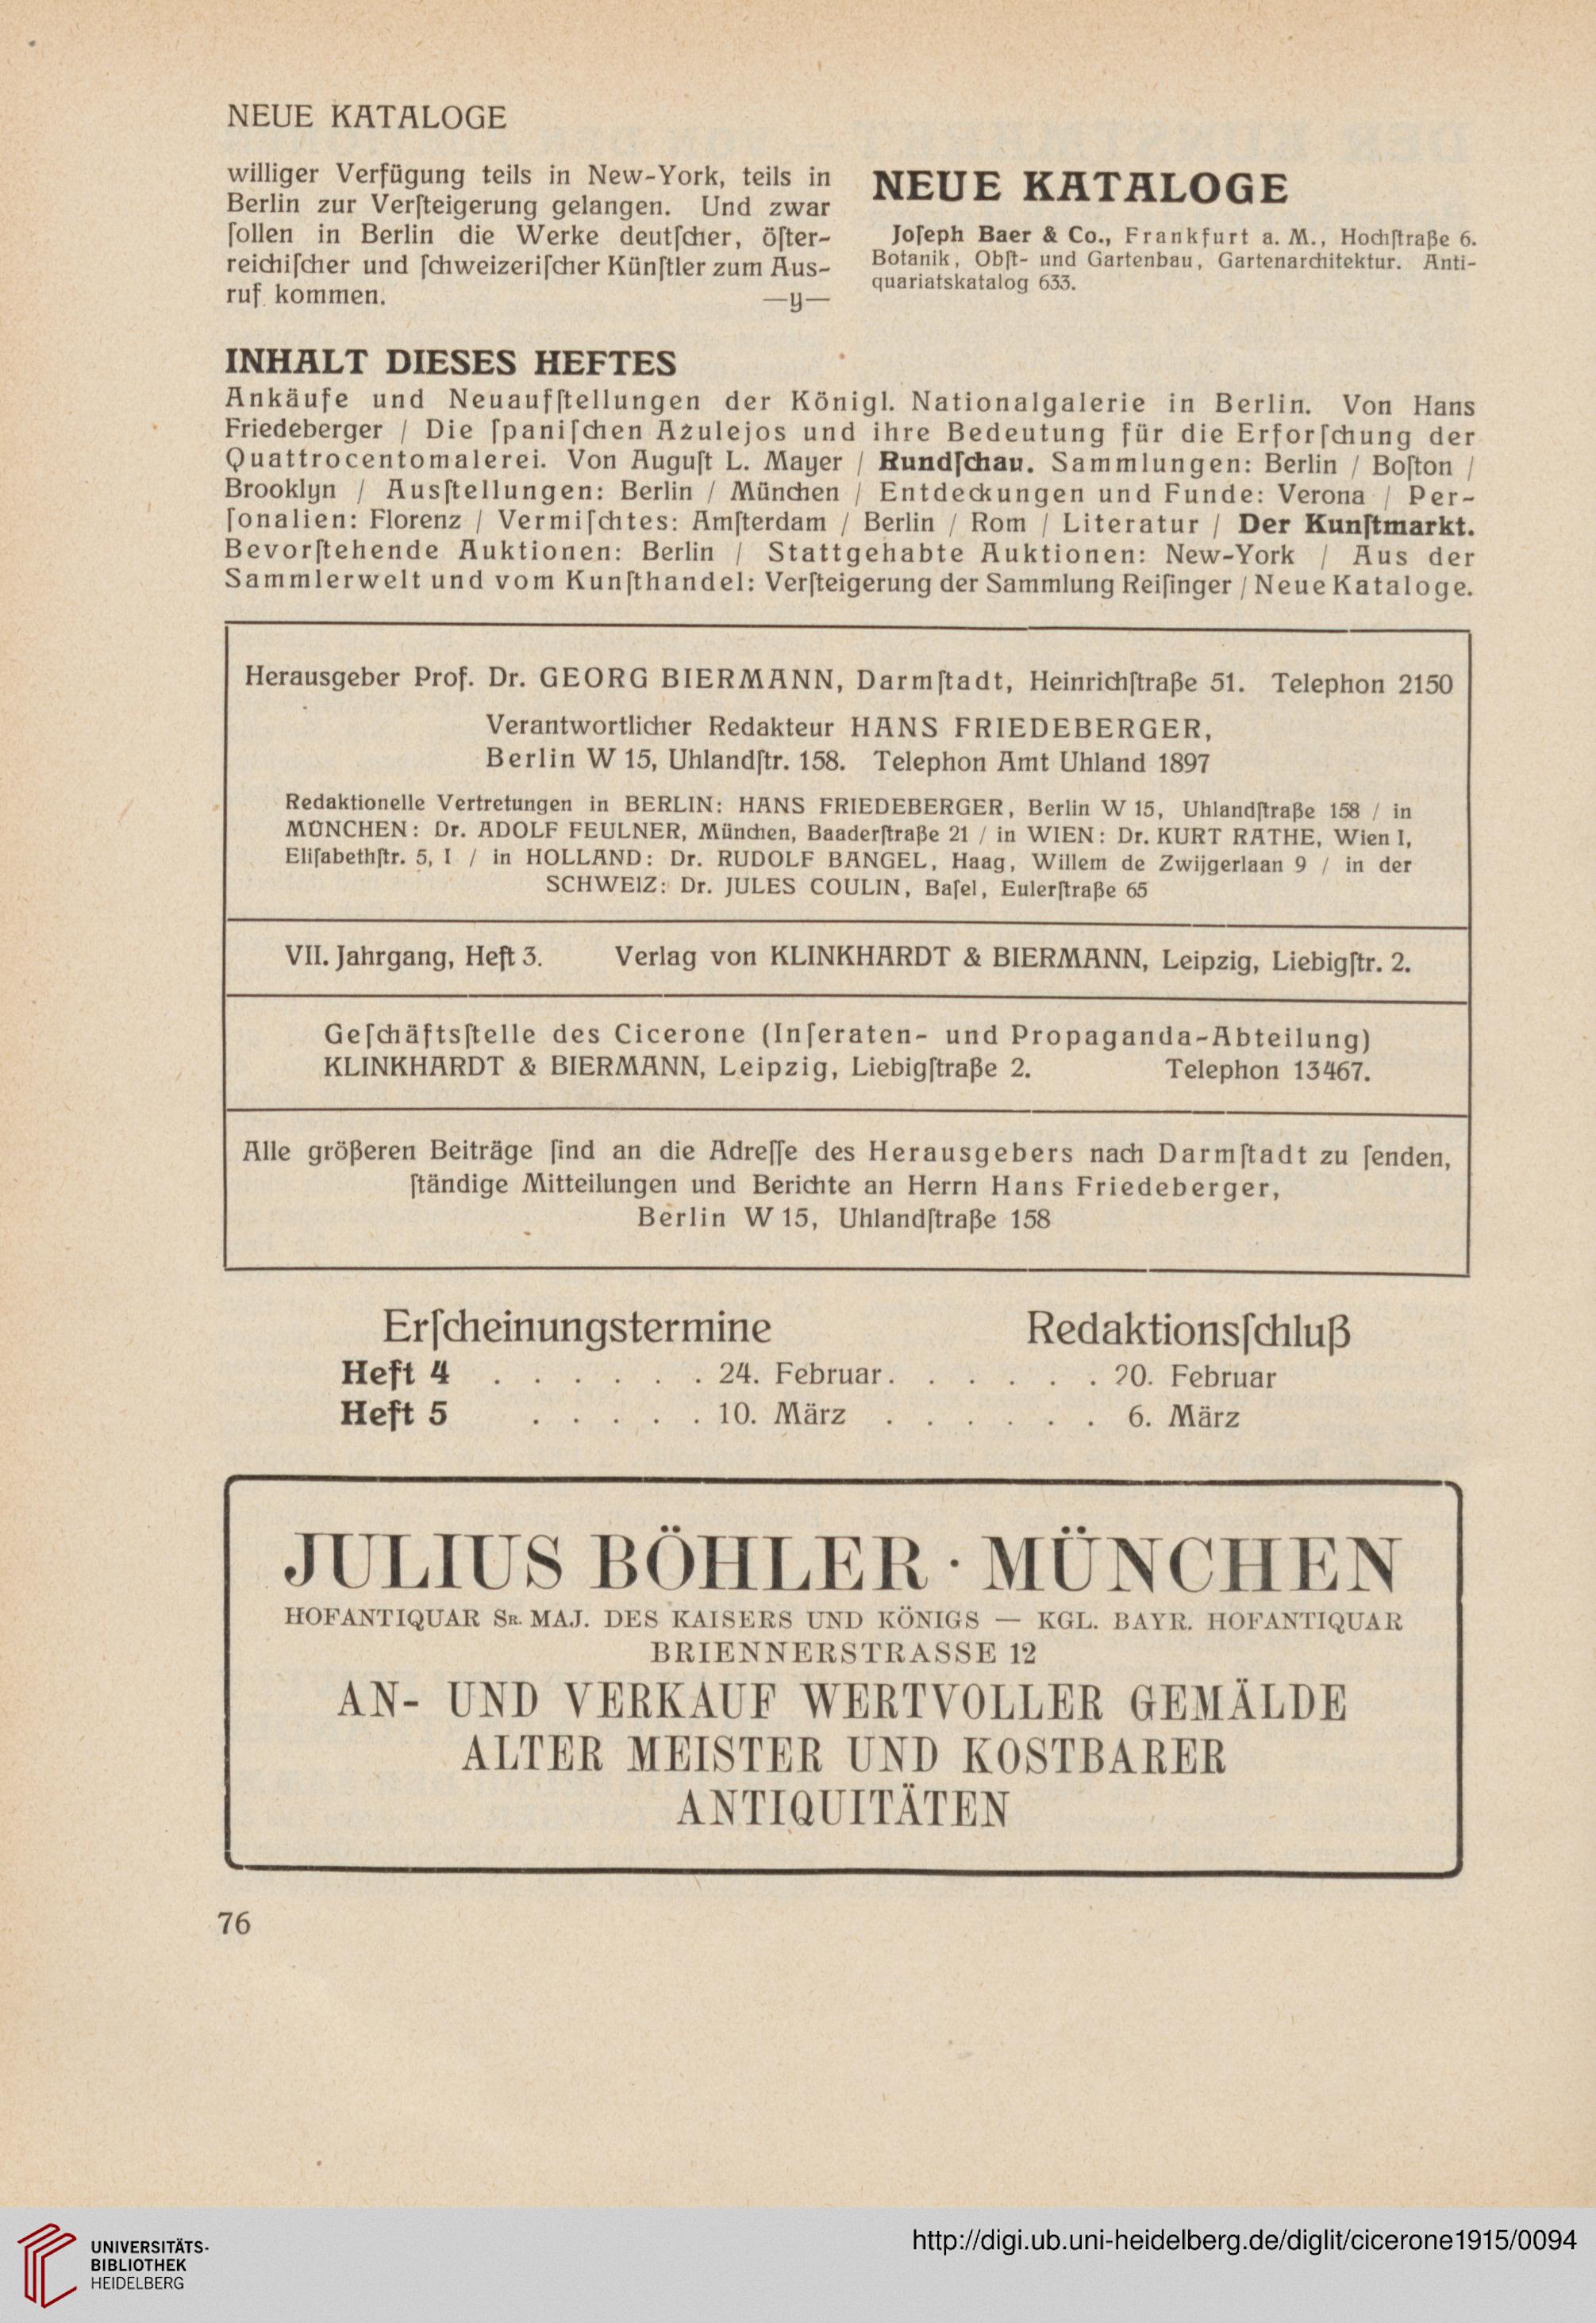 NEUE KATALOGE
williger Verfügung teils in New-York, teils in
Berlin zur Verſteigerung gelangen. Und zwar
ſollen in Berlin die Werke deutſcher, öſter-
reichiſcher und ſchweizeriſcher Künſtler zum Aus-
ruf kommen. —y—
NEUE KATALOGE
Joſeph Baer & Co., Frankfurt a. M., Hochſtraße 6.
Botanik, Obſt- und Gartenbau, Gartenarchitektur. Anti-
quariatskatalog 633.
INHALT DIESES HEFTES
Ankäufe und Neuaufſtellungen der Königl. Nationalgalerie in Berlin. Von Hans
Friedeberger / Die ſpaniſchen Azulejos und ihre Bedeutung für die Erforſchung der
Quattrocentomalerei. Von Auguſt L. Mayer / Rundſchau. Sammlungen: Berlin / Boſton /
Brooklyn / Ausſtellungen: Berlin / München / Entdeckungen und Funde: Verona / Per-
ſonalien: Florenz / Vermiſchtes: Amſterdam / Berlin / Rom / Literatur / Der Kunſtmarkt.
Bevorſtehende Auktionen: Berlin / Stattgehabte Auktionen: New-York / Aus der
Sammlerwelt und vom Kunſthandel: Verſteigerung der Sammlung Reiſinger / Neue Kataloge.
Herausgeber Prof. Dr. GEORG BIERMANN, Darmſtadt, Heinrichſtraße 51. Telephon 2150
Verantwortlicher Redakteur HANS FRIEDEBERGER,
Berlin W 15, Uhlandſtr. 158. Telephon Amt Uhland 1897
Redaktionelle Vertretungen in BERLIN: HANS FRIEDEBERGER, Berlin W 15, Uhlandſtraße 158 / in
MÜNCHEN: Dr. ADOLF FEULNER, München, Baaderſtraße 21 / in WIEN: Dr. KURT RATHE, Wien I,
Eliſabethſtr. 5, I / in HOLLAND: Dr. RUDOLF BANGEL, Haag, Willem de Zwijgerlaan 9 / in der
SCHWEIZ: Dr. JULES COULIN, Baſel, Eulerſtraße 65
VII. Jahrgang, Heft 3. Verlag von KLINKHARDT & BIERMANN, Leipzig, Liebigſtr. 2.
Geſchäftsſtelle des Cicerone (Inſeraten- und Propaganda-Abteilung)
KLINKHARDT & BIERMANN, Leipzig, Liebigſtraße 2. Telephon 13467.
Alle größeren Beiträge ſind an die Adreſſe des Herausgebers nach Darmſtadt zu ſenden,
ſtändige Mitteilungen und Berichte an Herrn Hans Friedeberger,
Berlin W 15, Uhlandſtraße 158
Erſcheinungstermine Redaktionsſchluß
Heft 4 . . . . . . 24. Februar. . . . . . 20. Februar
Heft 5 . . . . . 10. März . . . . . . 6. März
JULIUS BÖHLER · MÜNCHEN
HOFANTIQUAR SR. MAJ. DES KAISERS UND KÖNIGS — KGL. BAYR. HOFANTIQUAR
BRIENNERSTRASSE 12
AN- UND VERKAUF WERTVOLLER GEMÄLDE
ALTER MEISTER UND KOSTBARER
ANTIQUITÄTEN
76
UNIVERSITÄTS-
BIBLIOTHEK
HEIDELBERG
http://digi.ub.uni-heidelberg.de/diglit/cicerone1915/0094